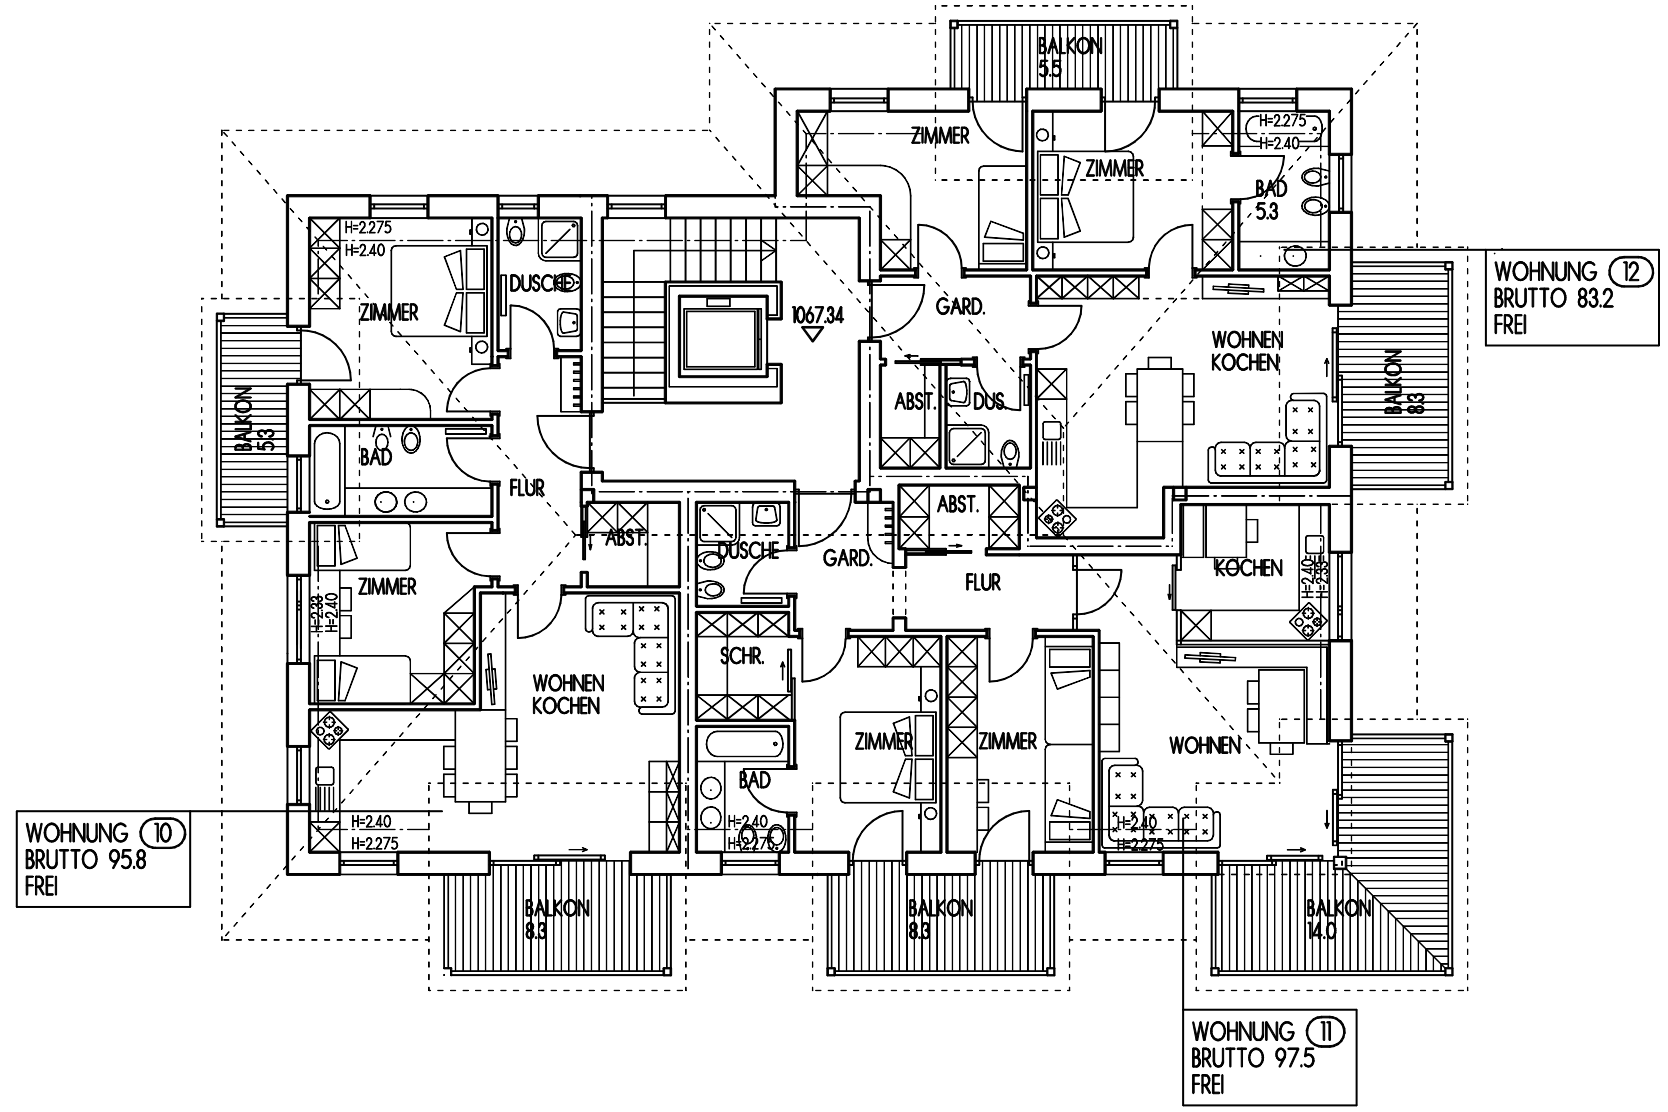 BALKON
5.5
ZIMMER
ZIMMER
H=2.275
H=2.40
BAD
5.3
H=2.275
H=2.40
DUSCHE
ZIMMER
1067.34
GARD.
WOHNUNG 12
BRUTTO 83.2
FREI
WOHNEN
KOCHEN
BALKON
8.3
BALKON
5.3
ABST.
DUS.
BAD
FLUR
ABST.
ABST.
DUSCHE
GARD.
FLUR
KOCHEN
H=2.40
H=2.33
ZIMMER
H=2.33
H=2.40
SCHR.
WOHNEN
KOCHEN
ZIMMER
ZIMMER
WOHNEN
BAD
H=2.40
H=2.275
H=2.40
H=2.275
H=2.40
H=2.275
WOHNUNG 10
BRUTTO 95.8
FREI
BALKON
8.3
BALKON
8.3
BALKON
14.0
WOHNUNG 11
BRUTTO 97.5
FREI